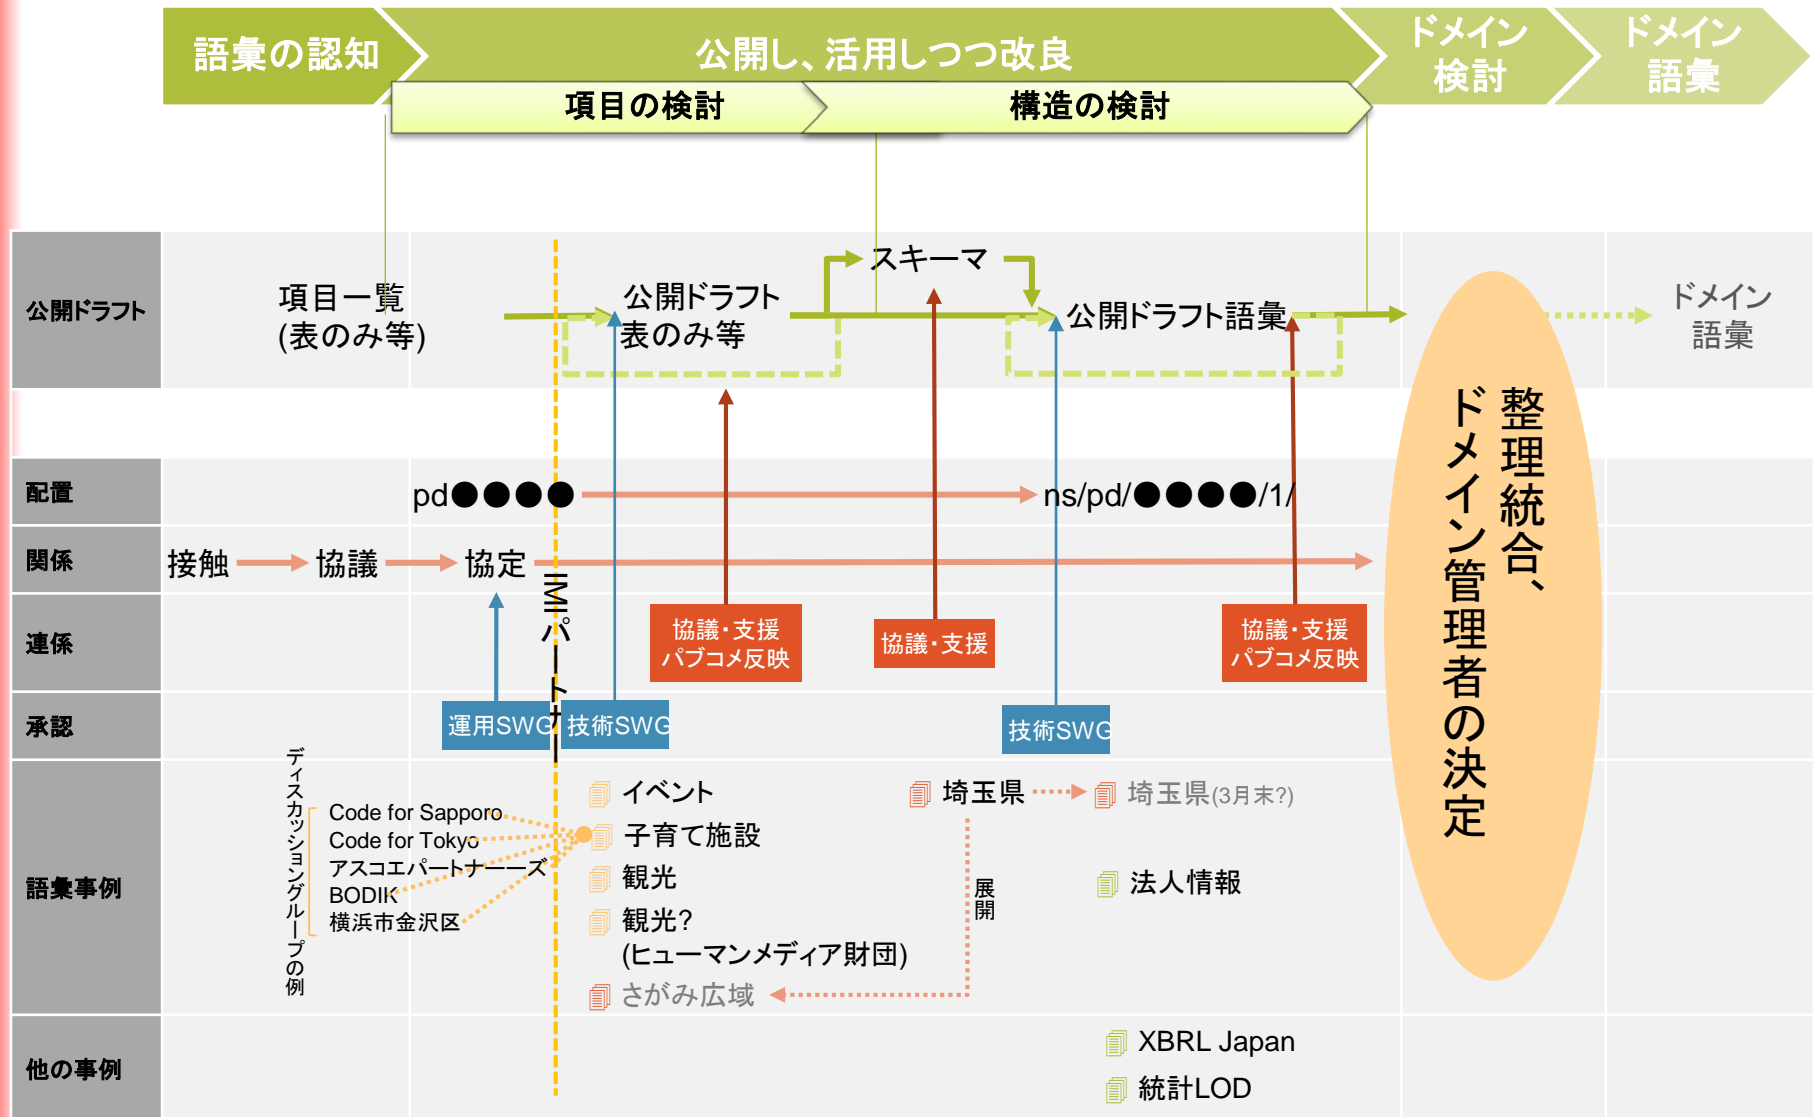 語彙の認知
公開し、活用しつつ改良
ドメイン
検討
ドメイン
語彙
項目の検討
構造の検討
公開ドラフト
項目一覧
(表のみ等)
公開ドラフト
表のみ等
スキーマ
公開ドラフト語彙
ドメイン
語彙
整理統合、
ドメイン管理者の決定
配置
pd●●●●
ns/pd/●●●●/1/
関係
接触
協議
協定
IMIパートナー
連係
協議・支援
パブコメ反映
協議・支援
協議・支援
パブコメ反映
承認
運用SWG
技術SWG
技術SWG
語彙事例
ディスカッショングループの例
Code for Sapporo
Code for Tokyo
アスコエパートナーーズ
BODIK
横浜市金沢区
イベント
子育て施設
観光
観光?
(ヒューマンメディア財団)
さがみ広域
埼玉県
埼玉県(3月末?)
展開
法人情報
他の事例
XBRL Japan
統計LOD